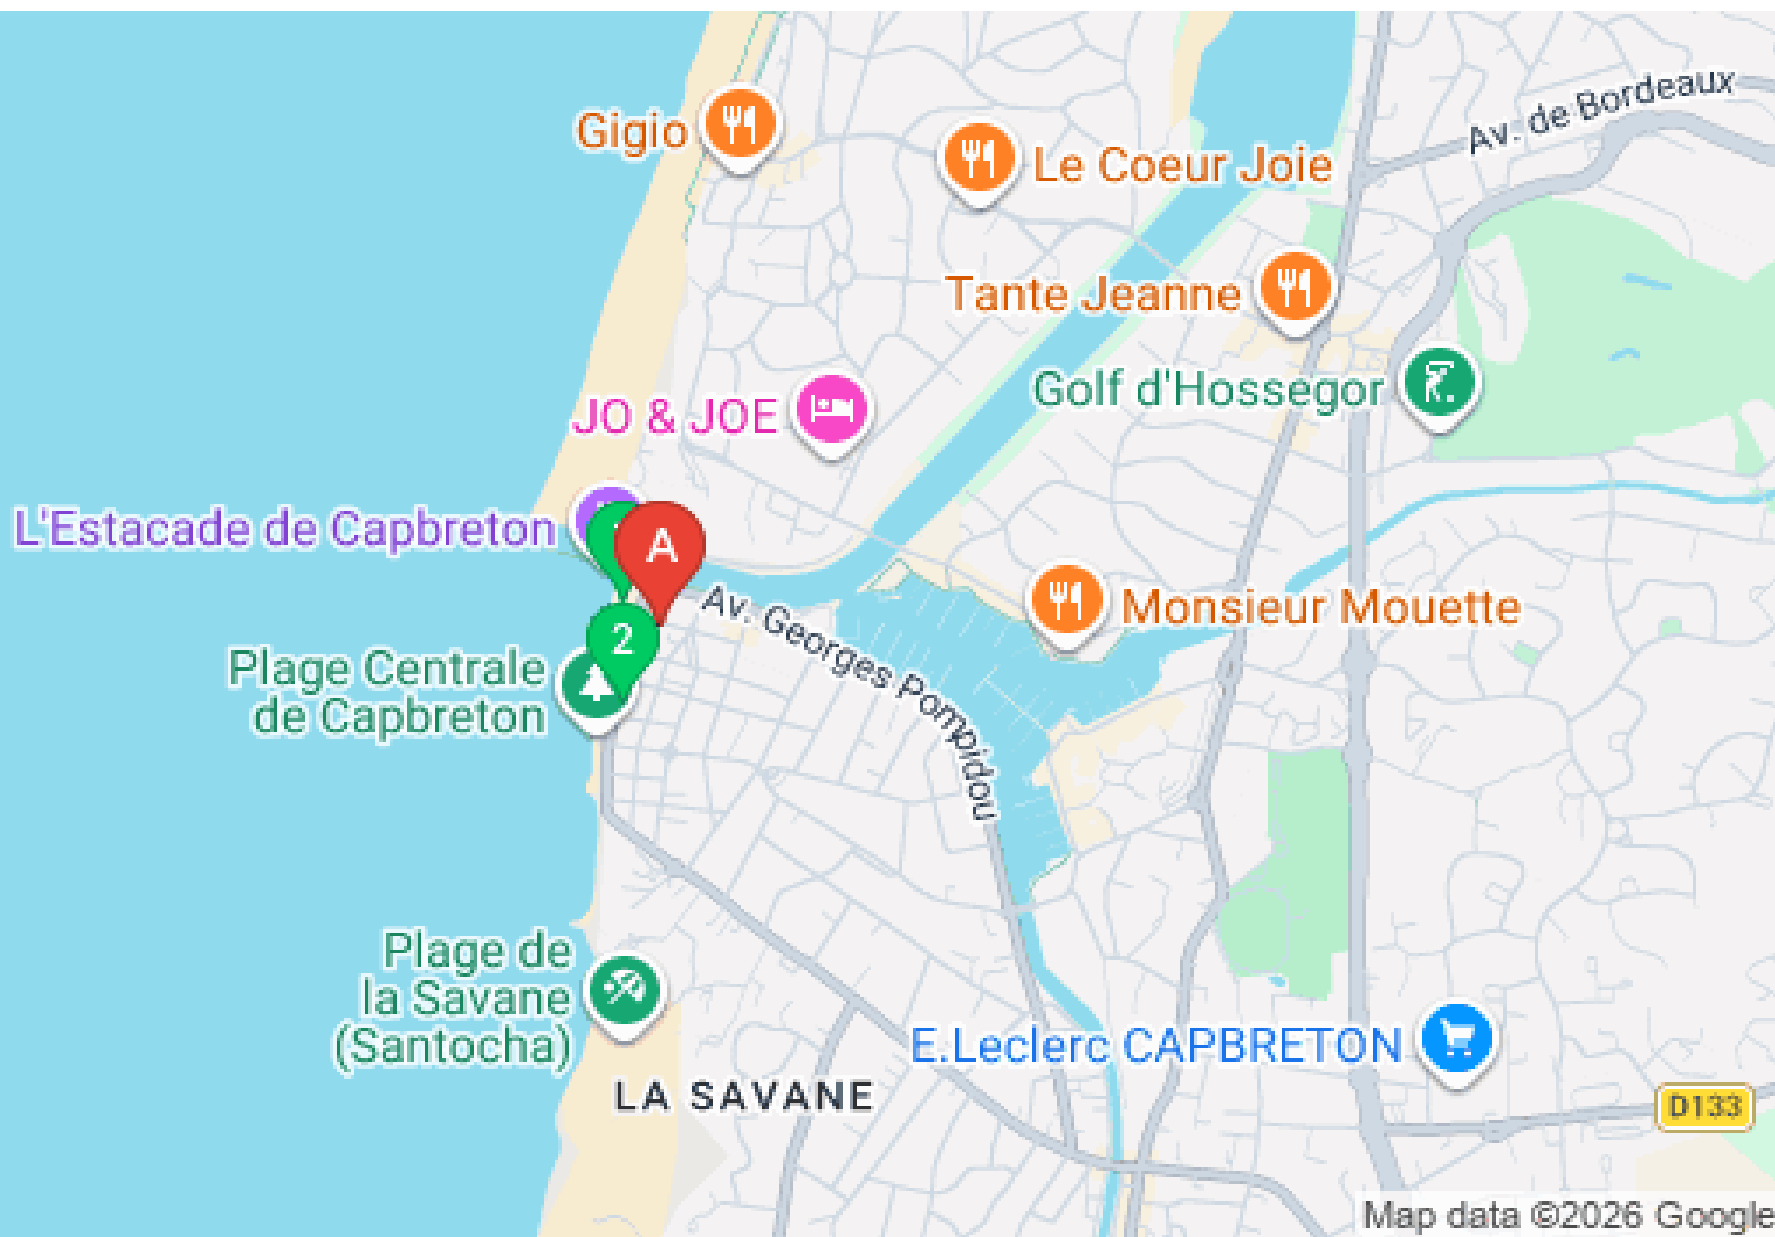 Av. de Bordeaux
Gigio
Le Coeur Joie
Tante Jeanne
Golf d'Hossegor
JO & JOE
L'Estacade de Capbreton
A
Av. Georges Pompidou
Monsieur Mouette
2
Plage Centrale
de Capbreton
Plage de
la Savane
(Santocha)
E.Leclerc CAPBRETON
LA SAVANE
D133
Map data ©2026 Google